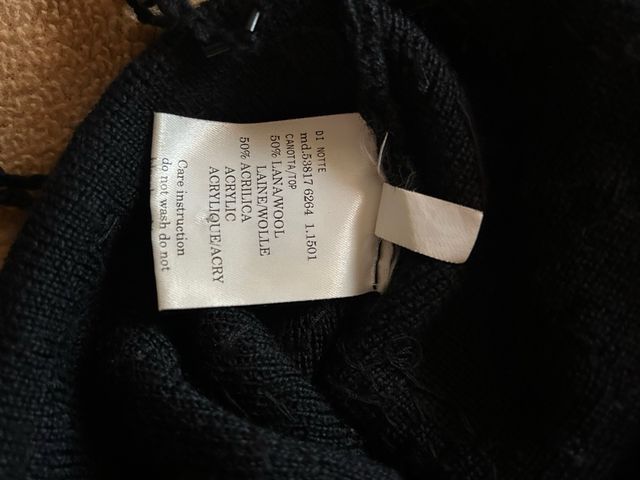 DI NOTTE
md.53817 6264 1.1501
CANOTTA/TOP
50% LANA/WOOL
LAINE/WOLLE
50% ACRILICA
ACRYLIC
ACRYLIQUE/ACRY
Care instruction
do not wash do not